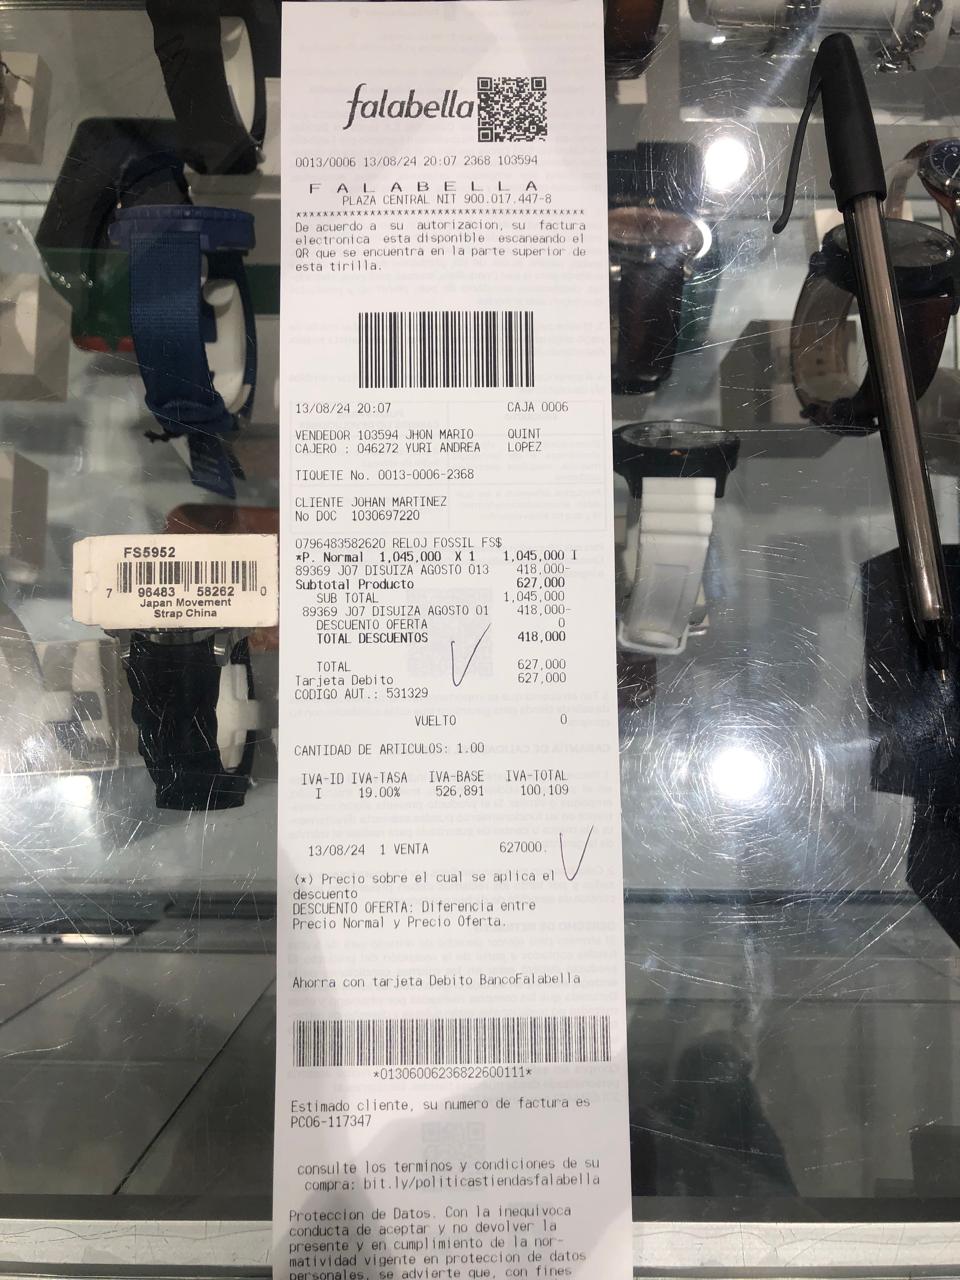 falabella
0013/0006 13/08/24 20:07 2368 103594
F A L A B E L L A
PLAZA CENTRAL NIT 900.017.447-8
De acuerdo a su autorizacion, su factura
electronica esta disponible escaneando el
QR que se encuentra en la parte superior de
esta tirilla.
13/08/24 20:07 CAJA 0006
VENDEDOR 103594 JHON MARIO QUINT
CAJERO : 046272 YURI ANDREA LOPEZ
TIQUETE No. 0013-0006-2368
CLIENTE JOHAN MARTINEZ
No DOC 1030697220
0796483582620 RELOJ FOSSIL FS$
*P. Normal 1,045,000 X 1 1,045,000 I
89369 J07 DISUIZA AGOSTO 013 418,000-
Subtotal Producto 627,000
SUB TOTAL 1,045,000
89369 J07 DISUIZA AGOSTO 01 418,000-
DESCUENTO OFERTA 0
TOTAL DESCUENTOS 418,000
TOTAL 627,000
Tarjeta Debito 627,000
CODIGO AUT.: 531329
VUELTO 0
CANTIDAD DE ARTICULOS: 1.00
IVA-ID IVA-TASA IVA-BASE IVA-TOTAL
I 19.00% 526,891 100,109
13/08/24 1 VENTA 627000.
(*) Precio sobre el cual se aplica el
descuento
DESCUENTO OFERTA: Diferencia entre
Precio Normal y Precio Oferta.
Ahorra con tarjeta Debito BancoFalabella
*01306006236822600111*
Estimado cliente, su numero de factura es
PC06-117347
consulte los terminos y condiciones de su
compra: bit.ly/politicastiendasfalabella
Proteccion de Datos. Con la inequivoca
conducta de aceptar y no devolver la
presente y en cumplimiento de la nor-
matividad vigente en proteccion de datos
personales, se advierte que, con fines
FS5952
7 96483 58262 0
Japan Movement
Strap China